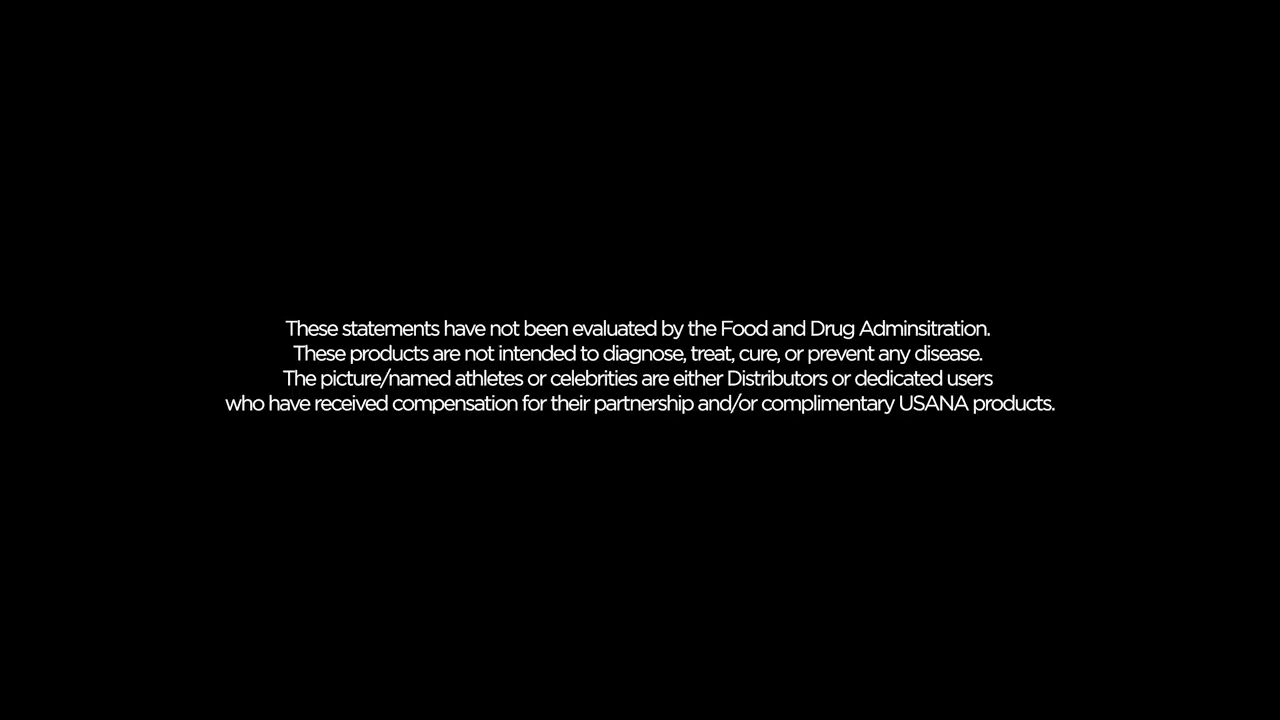 These statements have not been evaluated by the Food and Drug Adminsitration.
These products are not intended to diagnose, treat, cure, or prevent any disease.
The picture/named athletes or celebrities are either Distributors or dedicated users
who have received compensation for their partnership and/or complimentary USANA products.